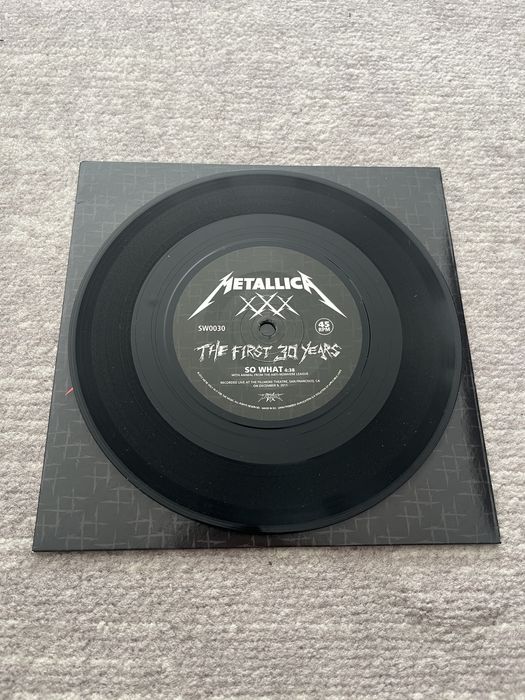 METALLICA
XXX
SW0030
45
RPM
THE FIRST 30 YEARS
SO WHAT 4:38
WITH ANIMAL FROM THE ANTI-NOWHERE LEAGUE
RECORDED LIVE AT THE FILLMORE THEATRE, SAN FRANCISCO, CA
ON DECEMBER 9, 2011